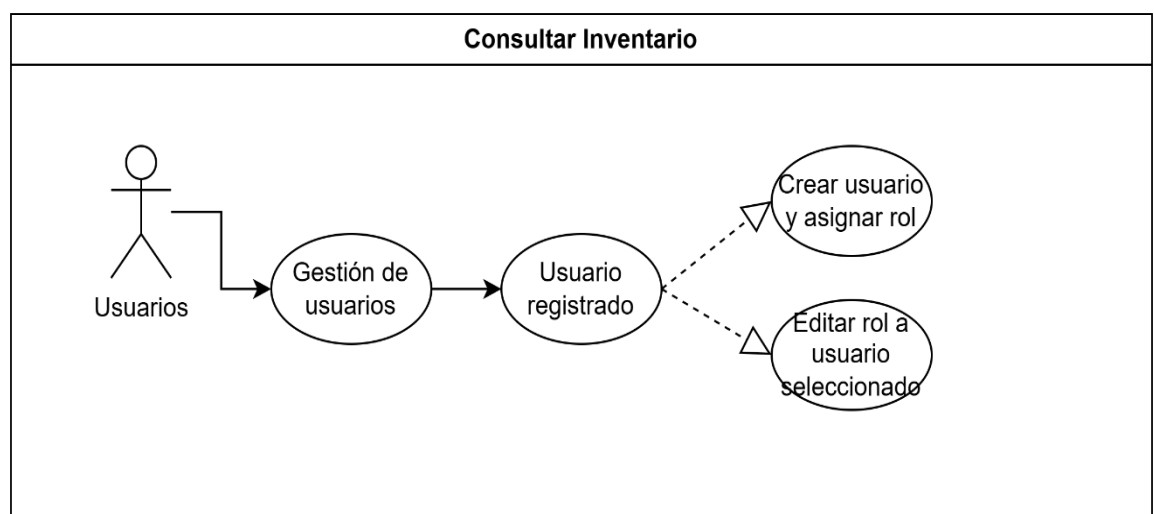 Consultar Inventario
Usuarios
Gestión de
usuarios
Usuario
registrado
Crear usuario
y asignar rol
Editar rol a
usuario
seleccionado